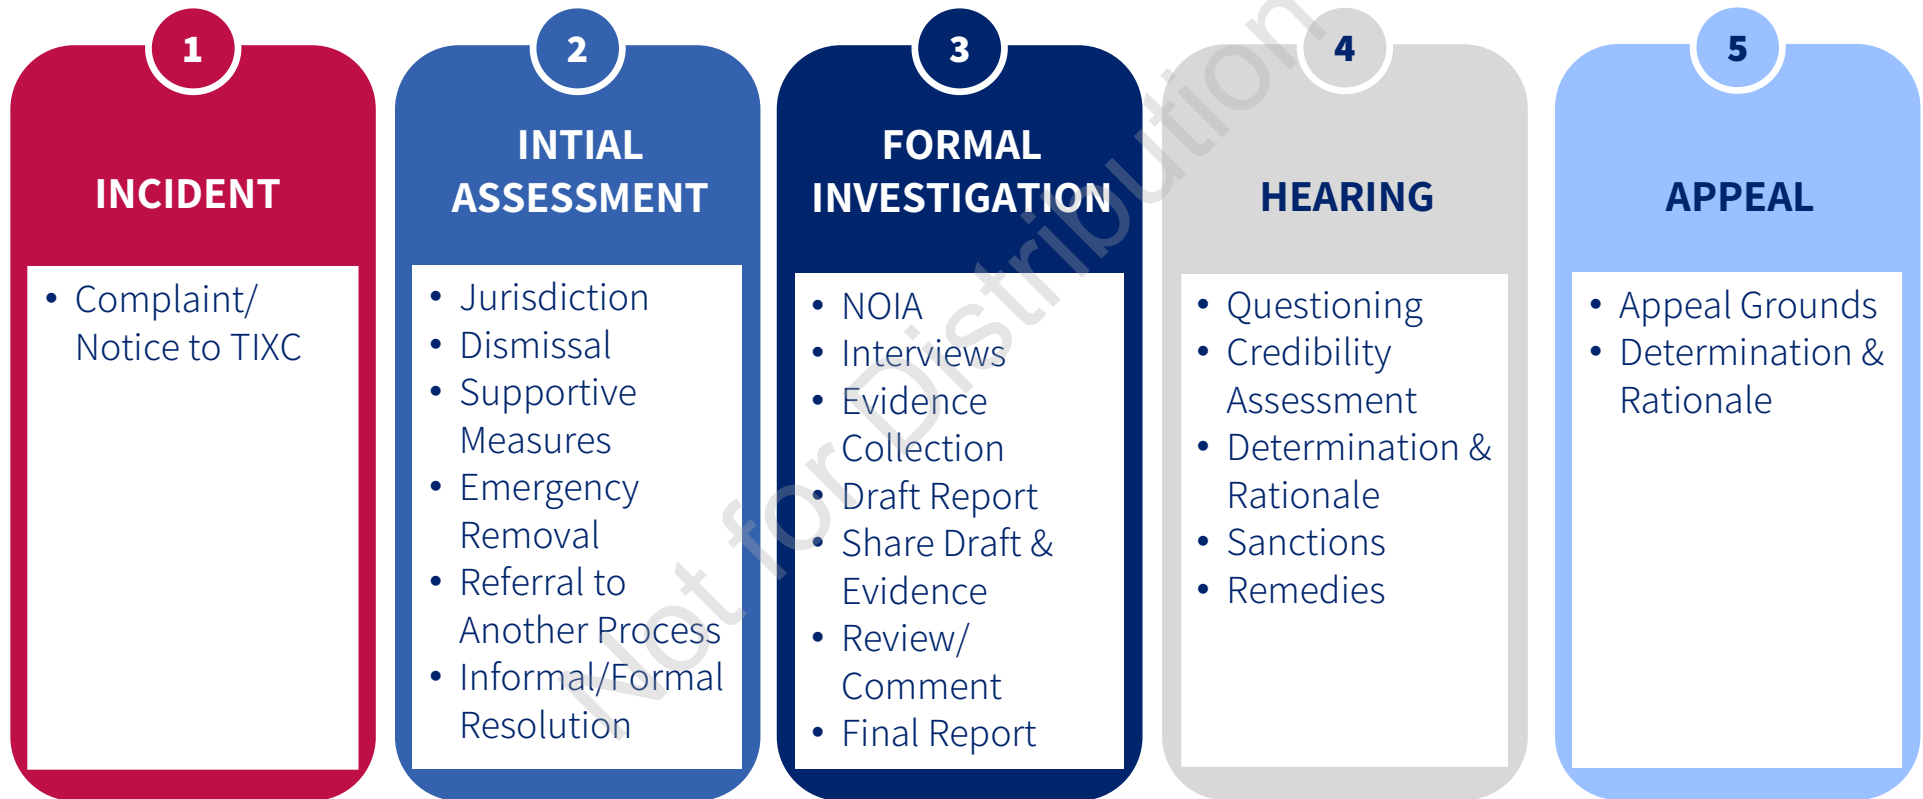 1
INCIDENT
• Complaint/
Notice to TIXC
2
INTIAL
ASSESSMENT
• Jurisdiction
• Dismissal
• Supportive
Measures
• Emergency
Removal
• Referral to
Another Process
• Informal/Formal
Resolution
3
FORMAL
INVESTIGATION
• NOIA
• Interviews
• Evidence
Collection
• Draft Report
• Share Draft &
Evidence
• Review/
Comment
• Final Report
4
HEARING
• Questioning
• Credibility
Assessment
• Determination &
Rationale
• Sanctions
• Remedies
5
APPEAL
• Appeal Grounds
• Determination &
Rationale
Not for Distribution